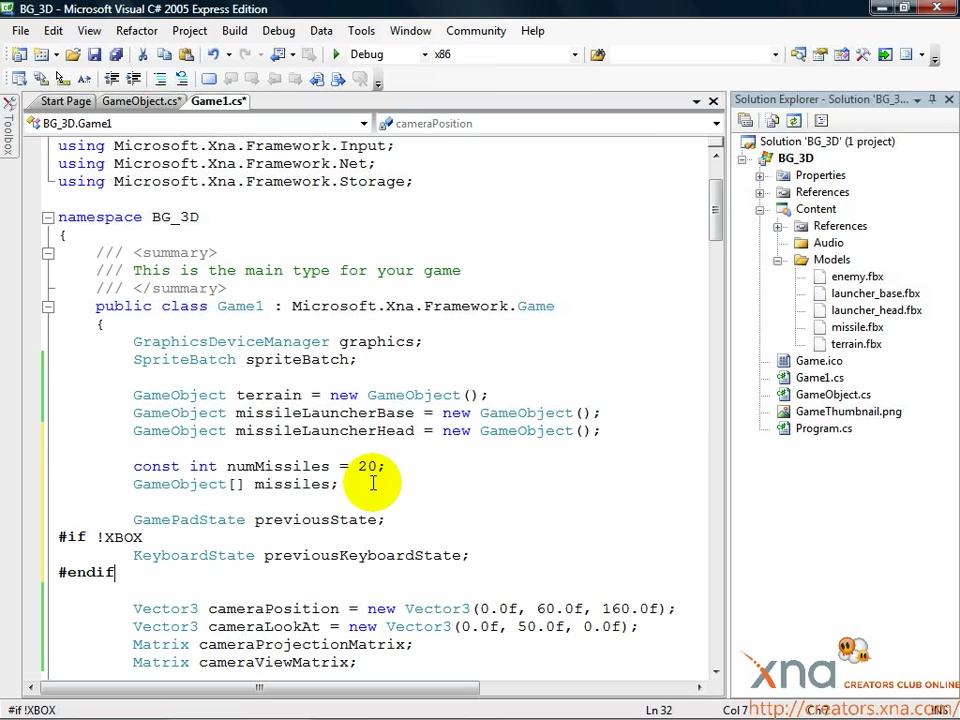 BG_3D - Microsoft Visual C# 2005 Express Edition
File Edit View Refactor Project Build Debug Data Tools Window Community Help
Debug x86
Start Page GameObject.cs* Game1.cs*
Solution Explorer - Solution 'BG_3...
Toolbox
BG_3D.Game1 cameraPosition
using Microsoft.Xna.Framework.Input;
using Microsoft.Xna.Framework.Net;
using Microsoft.Xna.Framework.Storage;
namespace BG_3D
{
/// <summary>
/// This is the main type for your game
/// </summary>
public class Game1 : Microsoft.Xna.Framework.Game
{
GraphicsDeviceManager graphics;
SpriteBatch spriteBatch;
GameObject terrain = new GameObject();
GameObject missileLauncherBase = new GameObject();
GameObject missileLauncherHead = new GameObject();
const int numMissiles = 20;
GameObject[] missiles;
GamePadState previousState;
#if !XBOX
KeyboardState previousKeyboardState;
#endif
Vector3 cameraPosition = new Vector3(0.0f, 60.0f, 160.0f);
Vector3 cameraLookAt = new Vector3(0.0f, 50.0f, 0.0f);
Matrix cameraProjectionMatrix;
Matrix cameraViewMatrix;
Solution 'BG_3D' (1 project)
BG_3D
Properties
References
Content
References
Audio
Models
enemy.fbx
launcher_base.fbx
launcher_head.fbx
missile.fbx
terrain.fbx
Game.ico
Game1.cs
GameObject.cs
GameThumbnail.png
Program.cs
xna CREATORS CLUB ONLINE
http://creators.xna.com/
#if !XBOX Ln 32 Col 7